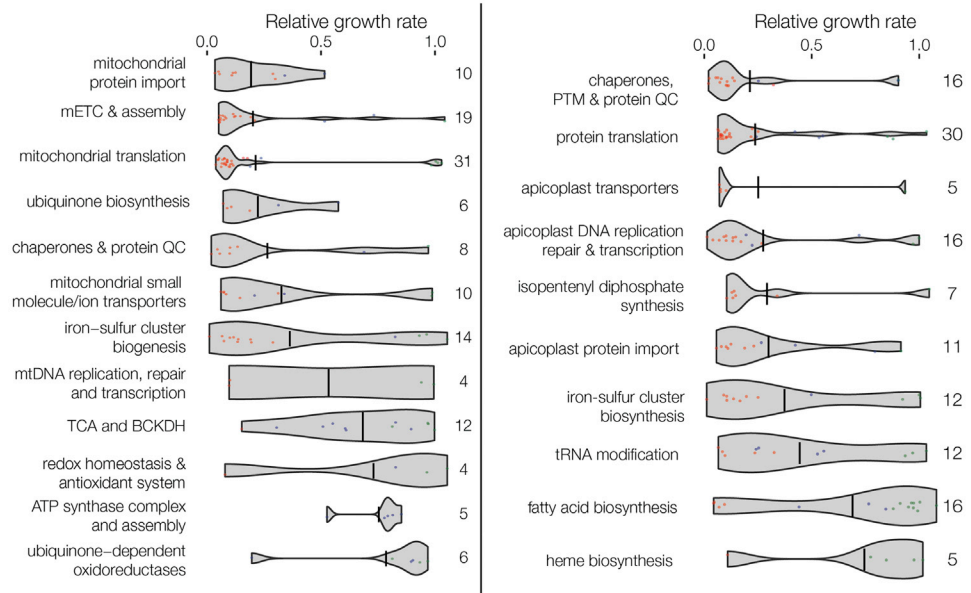 Relative growth rate
0.0 0.5 1.0
mitochondrial
protein import
10
mETC & assembly
19
mitochondrial translation
31
ubiquinone biosynthesis
6
chaperones & protein QC
8
mitochondrial small
molecule/ion transporters
10
iron–sulfur cluster
biogenesis
14
mtDNA replication, repair
and transcription
4
TCA and BCKDH
12
redox homeostasis &
antioxidant system
4
ATP synthase complex
and assembly
5
ubiquinone–dependent
oxidoreductases
6
Relative growth rate
0.0 0.5 1.0
chaperones,
PTM & protein QC
16
protein translation
30
apicoplast transporters
5
apicoplast DNA replication
repair & transcription
16
isopentenyl diphosphate
synthesis
7
apicoplast protein import
11
iron-sulfur cluster
biosynthesis
12
tRNA modification
12
fatty acid biosynthesis
16
heme biosynthesis
5